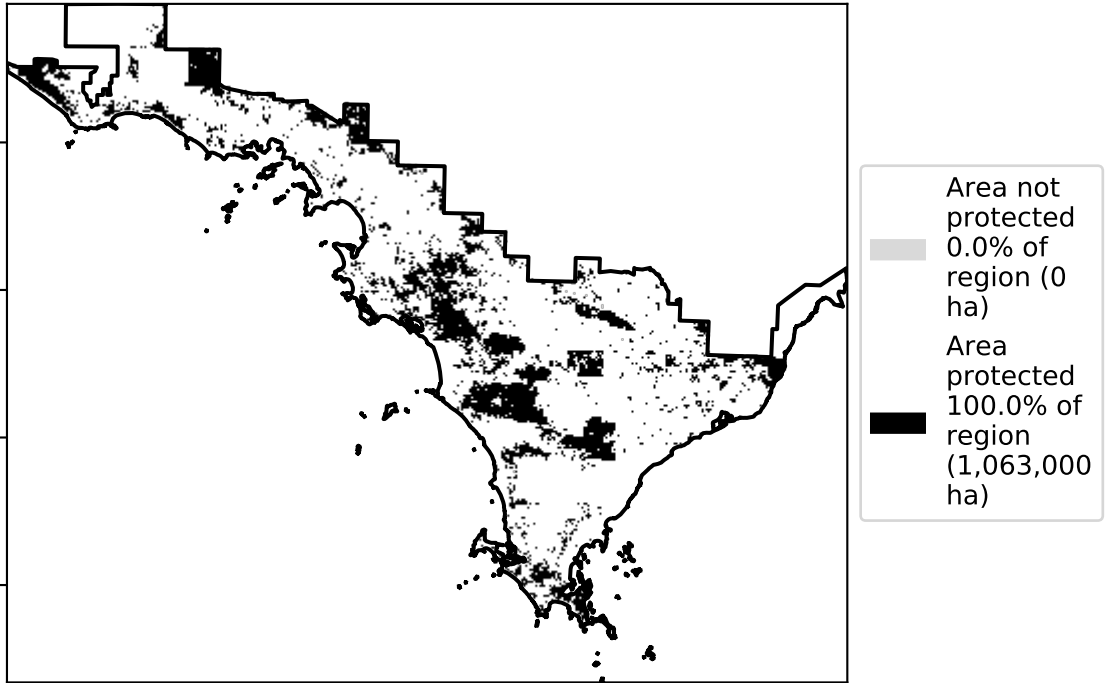 Area not
protected
0.0% of
region (0
ha)
Area
protected
100.0% of
region
(1,063,000
ha)